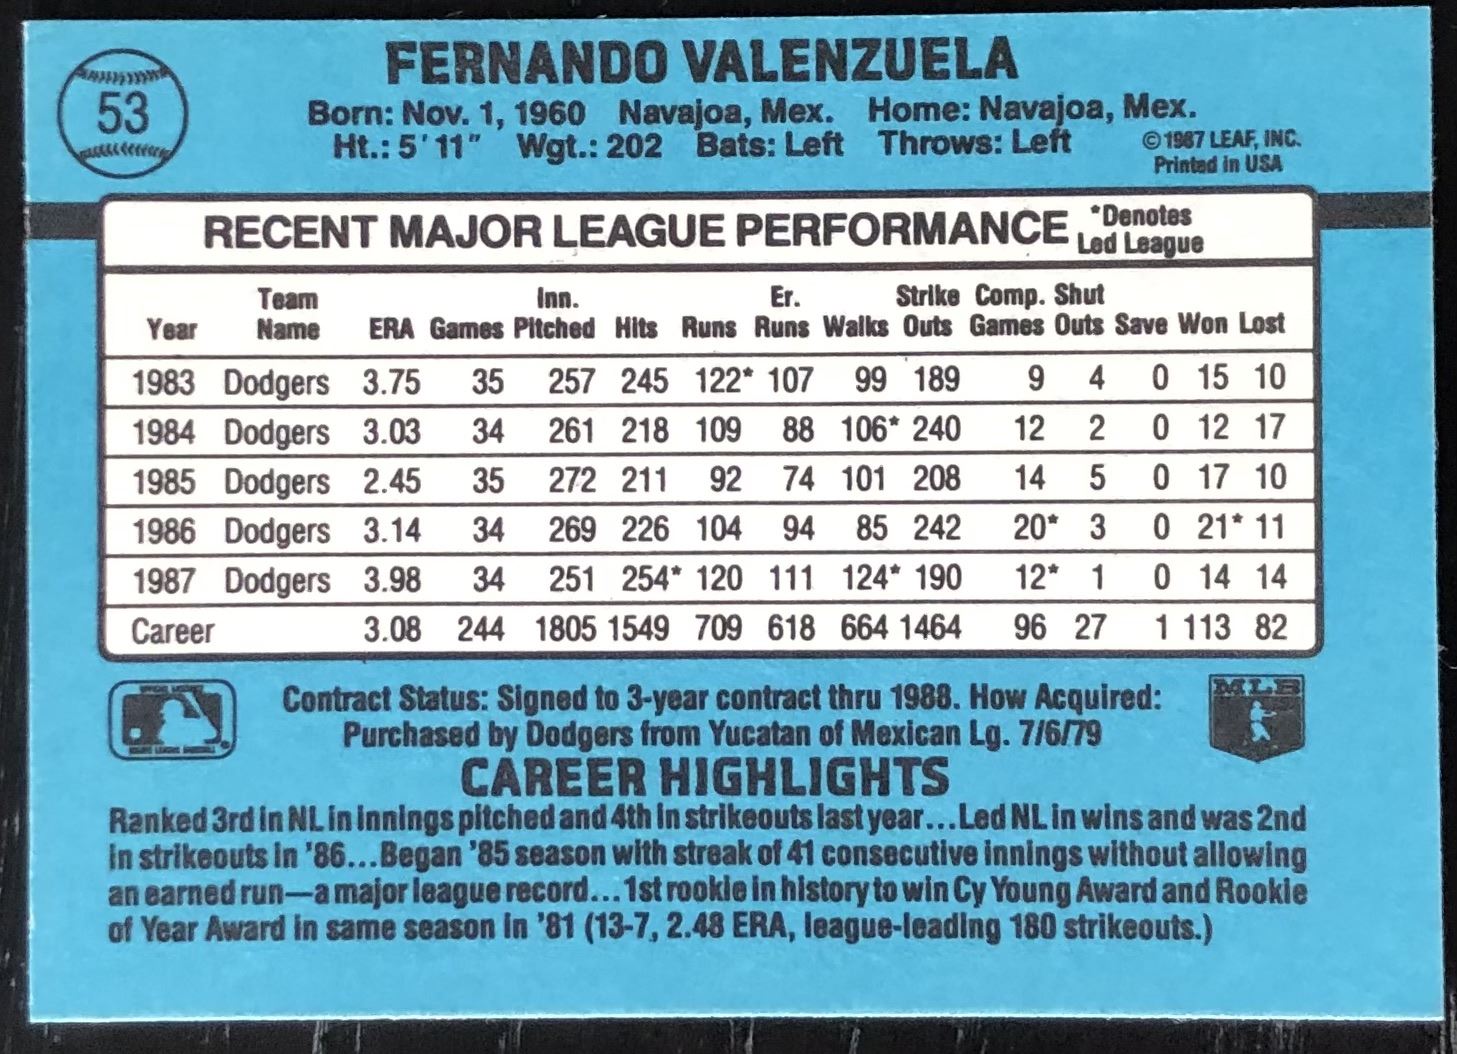 53
FERNANDO VALENZUELA
Born: Nov. 1, 1960 Navajoa, Mex. Home: Navajoa, Mex.
Ht.: 5'11" Wgt.: 202 Bats: Left Throws: Left
©1987 LEAF, INC.
Printed in USA
RECENT MAJOR LEAGUE PERFORMANCE *Denotes Led League
Year Team Name ERA Games Inn. Pitched Hits Runs Er. Runs Walks Strike Outs Comp. Games Shut Outs Save Won Lost
1983 Dodgers 3.75 35 257 245 122* 107 99 189 9 4 0 15 10
1984 Dodgers 3.03 34 261 218 109 88 106* 240 12 2 0 12 17
1985 Dodgers 2.45 35 272 211 92 74 101 208 14 5 0 17 10
1986 Dodgers 3.14 34 269 226 104 94 85 242 20* 3 0 21* 11
1987 Dodgers 3.98 34 251 254* 120 111 124* 190 12* 1 0 14 14
Career 3.08 244 1805 1549 709 618 664 1464 96 27 1 113 82
Contract Status: Signed to 3-year contract thru 1988. How Acquired:
Purchased by Dodgers from Yucatan of Mexican Lg. 7/6/79
MLB
CAREER HIGHLIGHTS
Ranked 3rd in NL in innings pitched and 4th in strikeouts last year...Led NL in wins and was 2nd
in strikeouts in '86...Began '85 season with streak of 41 consecutive innings without allowing
an earned run—a major league record...1st rookie in history to win Cy Young Award and Rookie
of Year Award in same season in '81 (13-7, 2.48 ERA, league-leading 180 strikeouts.)